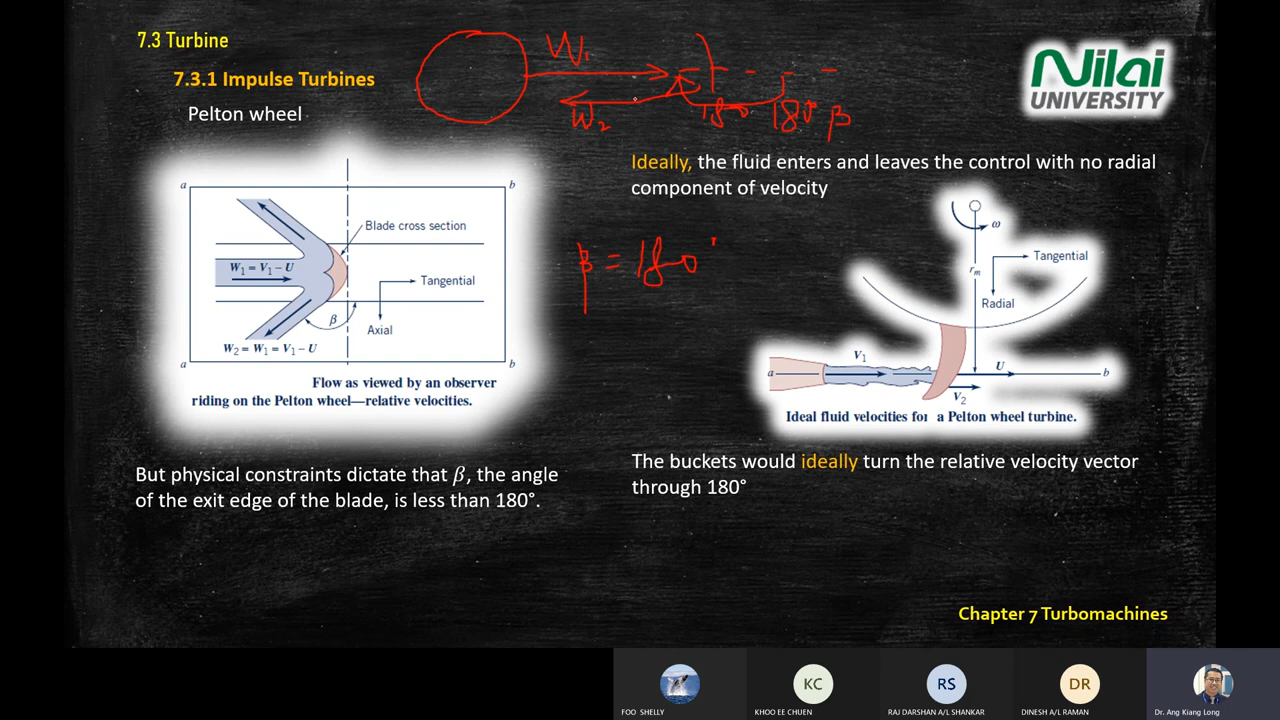 7.3 Turbine
7.3.1 Impulse Turbines
Pelton wheel
W1
W2
180
180°
β
Nilai
UNIVERSITY
Ideally, the fluid enters and leaves the control with no radial
component of velocity
β = 180°
a
b
Blade cross section
W1 = V1 – U
Tangential
β
Axial
W2 = W1 = V1 – U
a
b
Flow as viewed by an observer
riding on the Pelton wheel—relative velocities.
ω
Tangential
rm
Radial
V1
U
a
b
V2
Ideal fluid velocities for a Pelton wheel turbine.
But physical constraints dictate that β, the angle
of the exit edge of the blade, is less than 180°.
The buckets would ideally turn the relative velocity vector
through 180°
Chapter 7 Turbomachines
KC
RS
DR
FOO SHELLY
KHOO EE CHUEN
RAJ DARSHAN A/L SHANKAR
DINESH A/L RAMAN
Dr. Ang Kiang Long